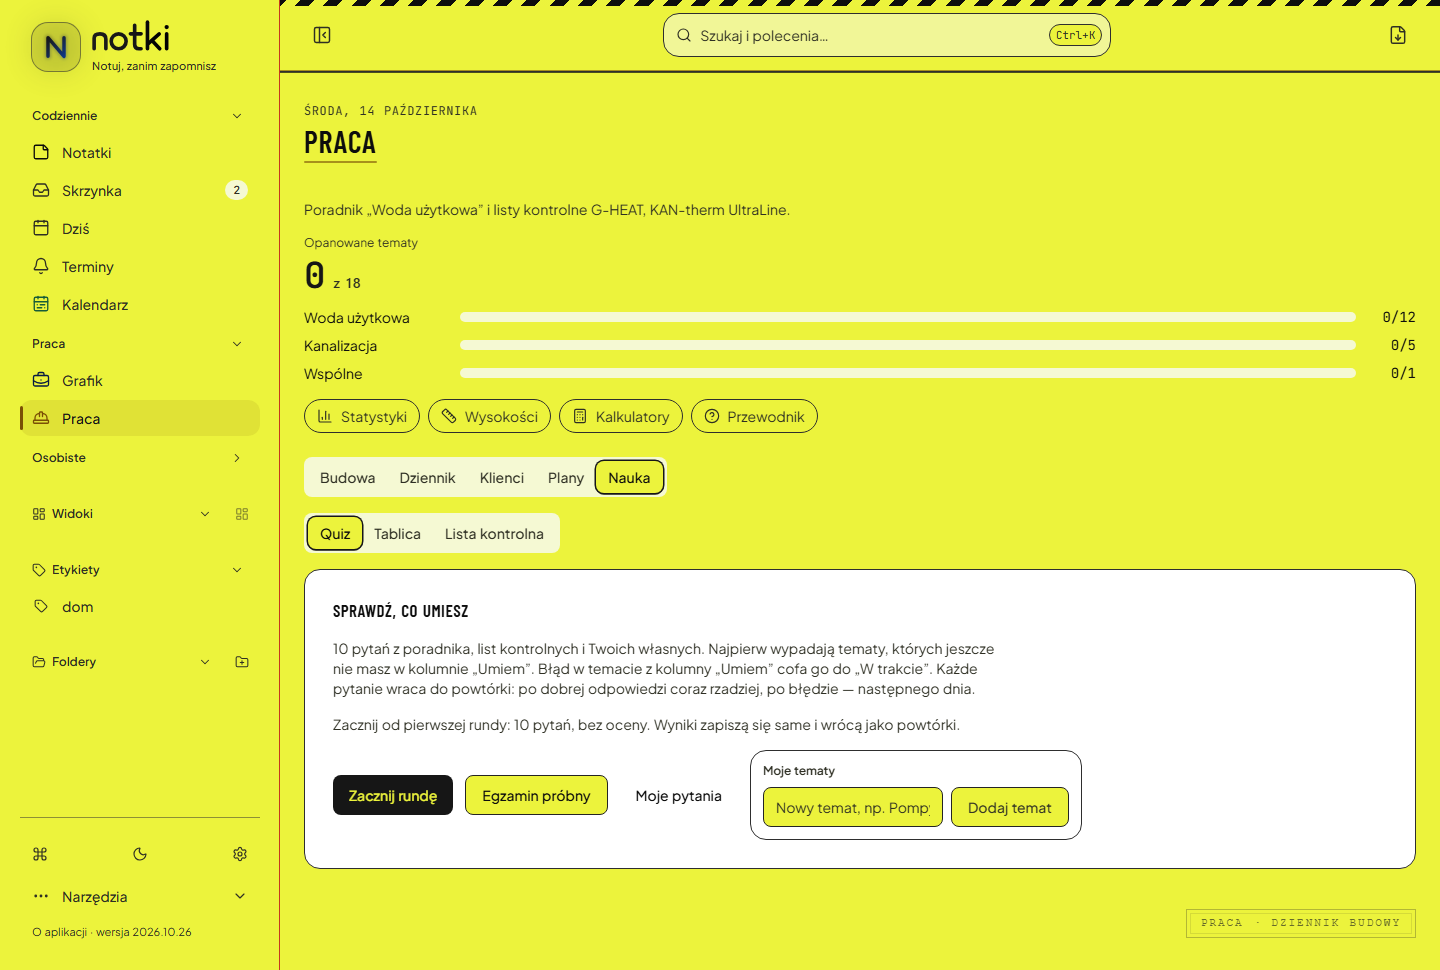 N notki
Notuj, zanim zapomnisz
Codziennie
Notatki
Skrzynka 2
Dziś
Terminy
Kalendarz
Praca
Grafik
Praca
Osobiste
Widoki
Etykiety
dom
Foldery
Narzędzia
O aplikacji · wersja 2026.10.26
Szukaj i polecenia… Ctrl+K
ŚRODA, 14 PAŹDZIERNIKA
PRACA
Poradnik „Woda użytkowa” i listy kontrolne G-HEAT, KAN-therm UltraLine.
Opanowane tematy
0 z 18
Woda użytkowa 0/12
Kanalizacja 0/5
Wspólne 0/1
Statystyki Wysokości Kalkulatory Przewodnik
Budowa Dziennik Klienci Plany Nauka
Quiz Tablica Lista kontrolna
SPRAWDŹ, CO UMIESZ
10 pytań z poradnika, list kontrolnych i Twoich własnych. Najpierw wypadają tematy, których jeszcze
nie masz w kolumnie „Umiem”. Błąd w temacie z kolumny „Umiem” cofa go do „W trakcie”. Każde
pytanie wraca do powtórki: po dobrej odpowiedzi coraz rzadziej, po błędzie — następnego dnia.
Zacznij od pierwszej rundy: 10 pytań, bez oceny. Wyniki zapiszą się same i wrócą jako powtórki.
Zacznij rundę Egzamin próbny Moje pytania
Moje tematy
Nowy temat, np. Pompy Dodaj temat
PRACA · DZIENNIK BUDOWY